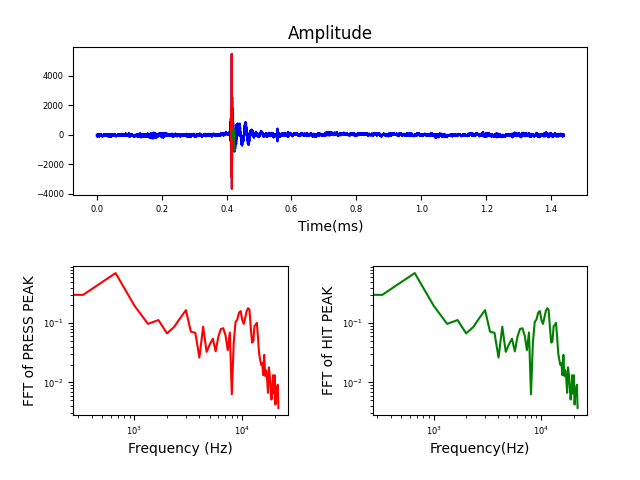 Amplitude
4000
2000
0
−2000
−4000
0.0 0.2 0.4 0.6 0.8 1.0 1.2 1.4
Time(ms)
FFT of PRESS PEAK
10⁻¹
10⁻²
10³ 10⁴
Frequency (Hz)
FFT of HIT PEAK
10⁻¹
10⁻²
10³ 10⁴
Frequency(Hz)